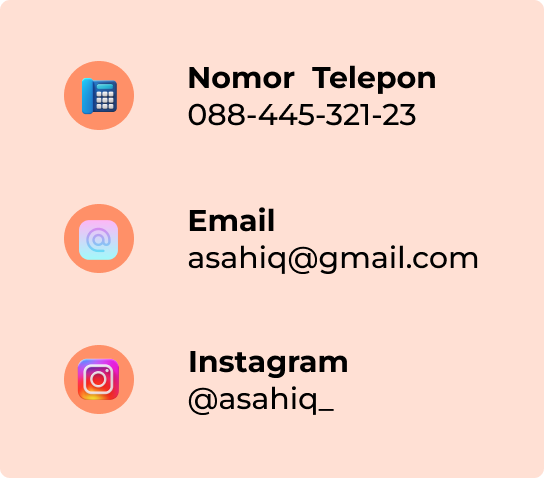 Nomor Telepon
088-445-321-23
Email
asahiq@gmail.com
Instagram
@asahiq_